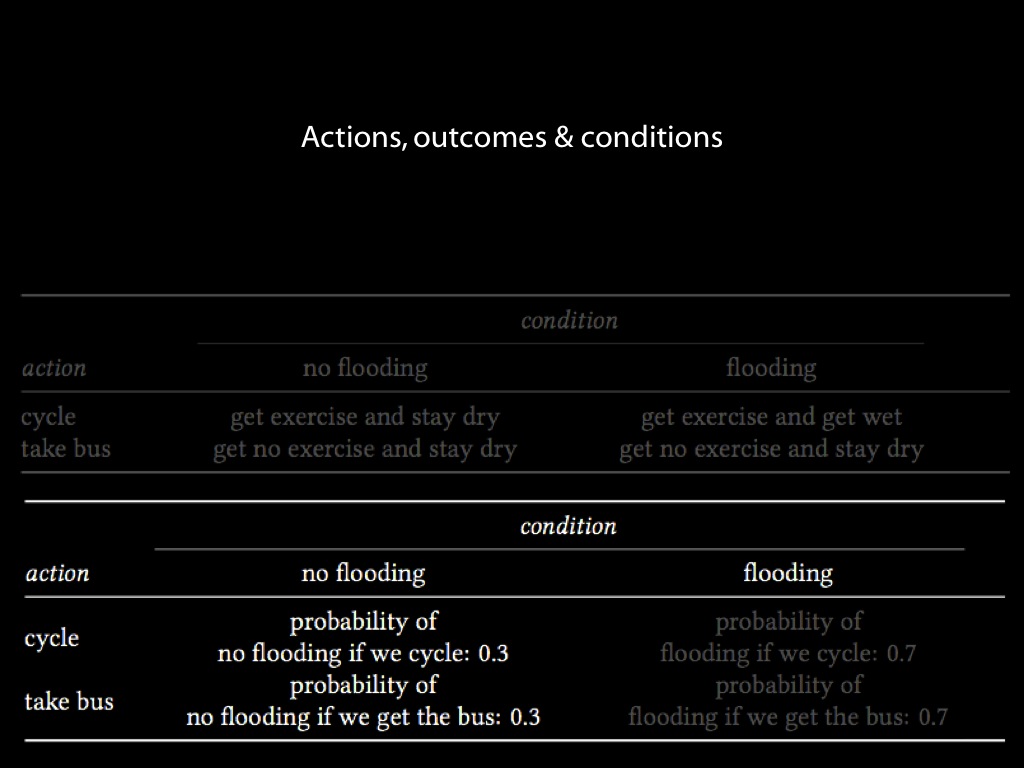 Actions, outcomes & conditions
condition
action no flooding flooding
cycle get exercise and stay dry get exercise and get wet
take bus get no exercise and stay dry get no exercise and stay dry
condition
action no flooding flooding
cycle probability of no flooding if we cycle: 0.3 probability of flooding if we cycle: 0.7
take bus probability of no flooding if we get the bus: 0.3 probability of flooding if we get the bus: 0.7